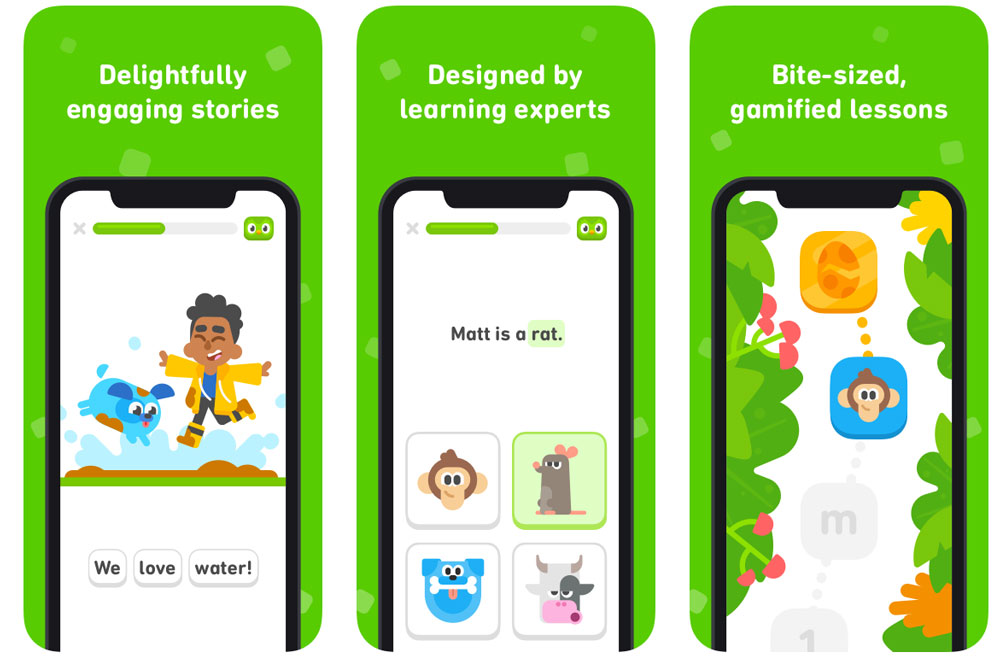 Delightfully
engaging stories
We love water!
Designed by
learning experts
Matt is a rat.
Bite-sized,
gamified lessons
m
1